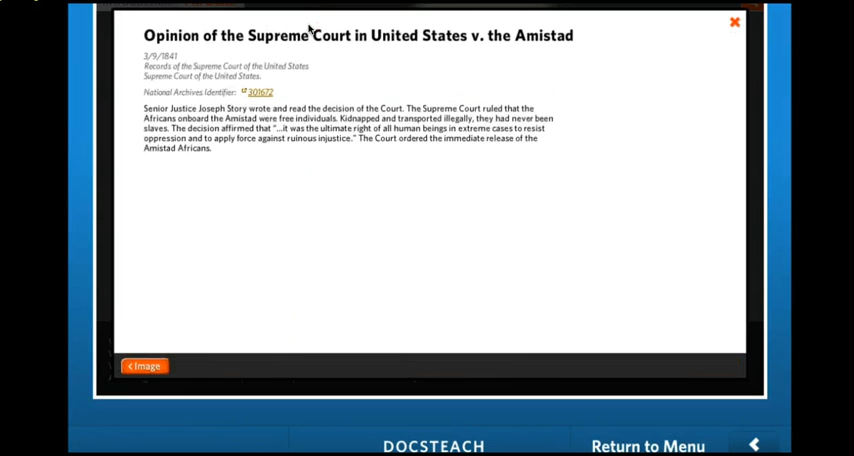 Opinion of the Supreme Court in United States v. the Amistad
3/9/1841
Records of the Supreme Court of the United States
Supreme Court of the United States.
National Archives Identifier: 301672
Senior Justice Joseph Story wrote and read the decision of the Court. The Supreme Court ruled that the
Africans onboard the Amistad were free individuals. Kidnapped and transported illegally, they had never been
slaves. The decision affirmed that "...it was the ultimate right of all human beings in extreme cases to resist
oppression and to apply force against ruinous injustice." The Court ordered the immediate release of the
Amistad Africans.
Image
DOCSTEACH
Return to Menu